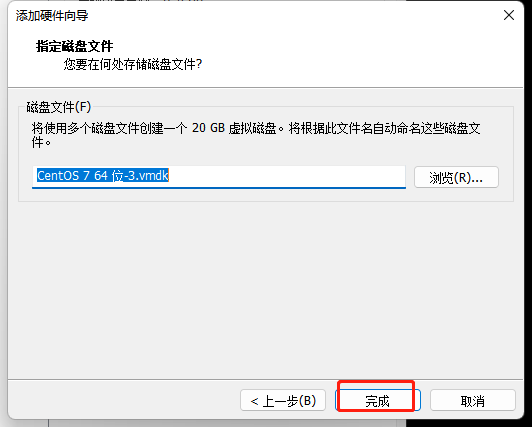 添加硬件向导
指定磁盘文件
您要在何处存储磁盘文件?
磁盘文件(F)
将使用多个磁盘文件创建一个 20 GB 虚拟磁盘。将根据此文件名自动命名这些磁盘文
件。
CentOS 7 64 位-3.vmdk
浏览(R)...
< 上一步(B)
完成
取消